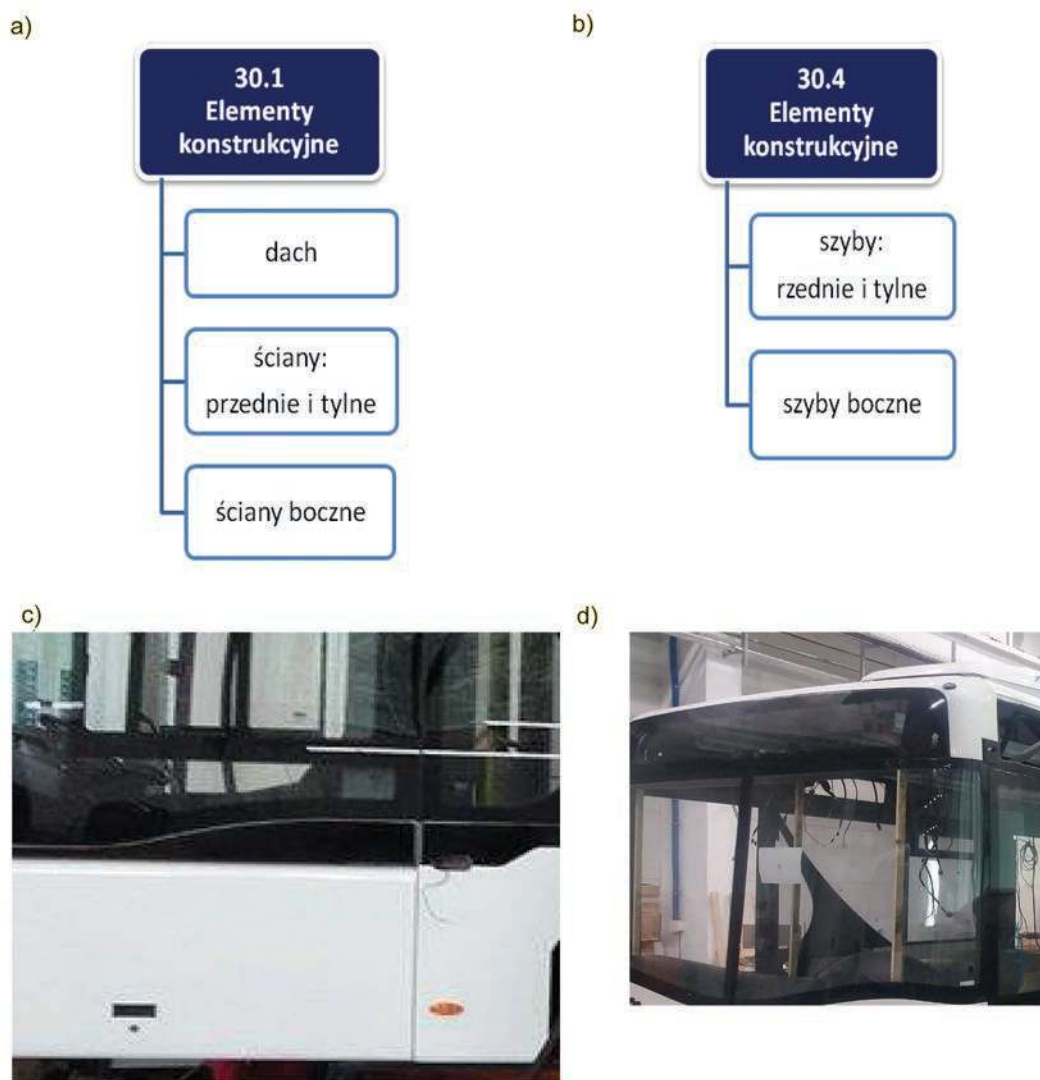 a)
30.1
Elementy
konstrukcyjne
dach
ściany:
przednie i tylne
ściany boczne
b)
30.4
Elementy
konstrukcyjne
szyby:
rzednie i tylne
szyby boczne
c)
d)